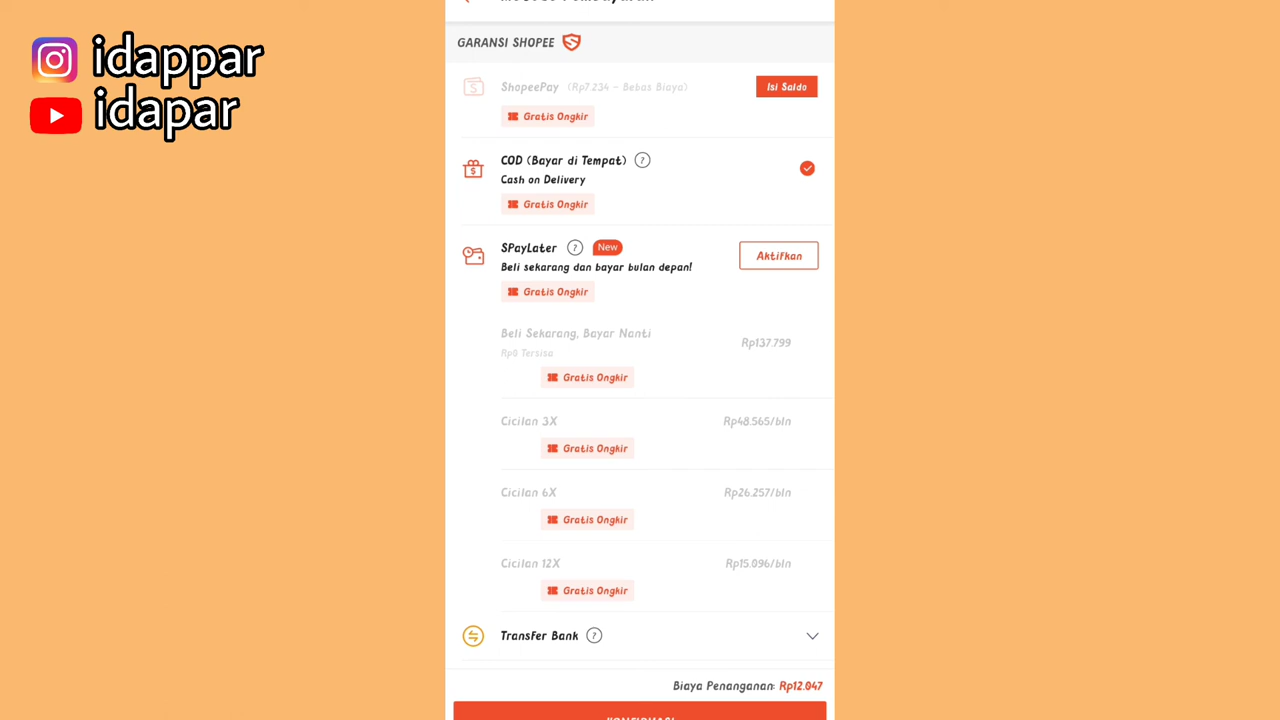 idappar
idapar
GARANSI SHOPEE
ShopeePay (Rp7.234 - Bebas Biaya)
Isi Saldo
Gratis Ongkir
COD (Bayar di Tempat) ?
Cash on Delivery
Gratis Ongkir
SPayLater ? New
Beli sekarang dan bayar bulan depan!
Aktifkan
Gratis Ongkir
Beli Sekarang, Bayar Nanti
Rp137.799
Rp0 Tersisa
Gratis Ongkir
Cicilan 3X
Rp48.565/bln
Gratis Ongkir
Cicilan 6X
Rp26.257/bln
Gratis Ongkir
Cicilan 12X
Rp15.096/bln
Gratis Ongkir
Transfer Bank ?
Biaya Penanganan: Rp12.047